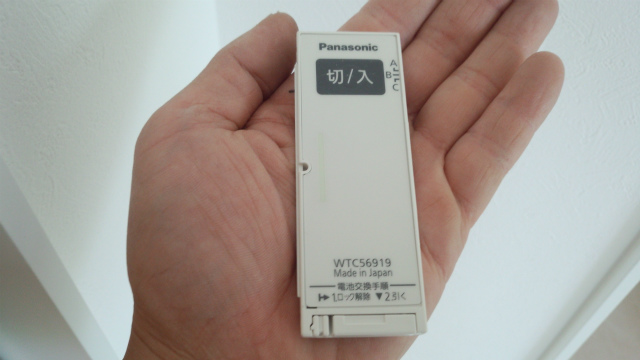 Panasonic
切/入
A
B
C
WTC56919
Made in Japan
電池交換手順
1.ロック解除 ▼2.引く